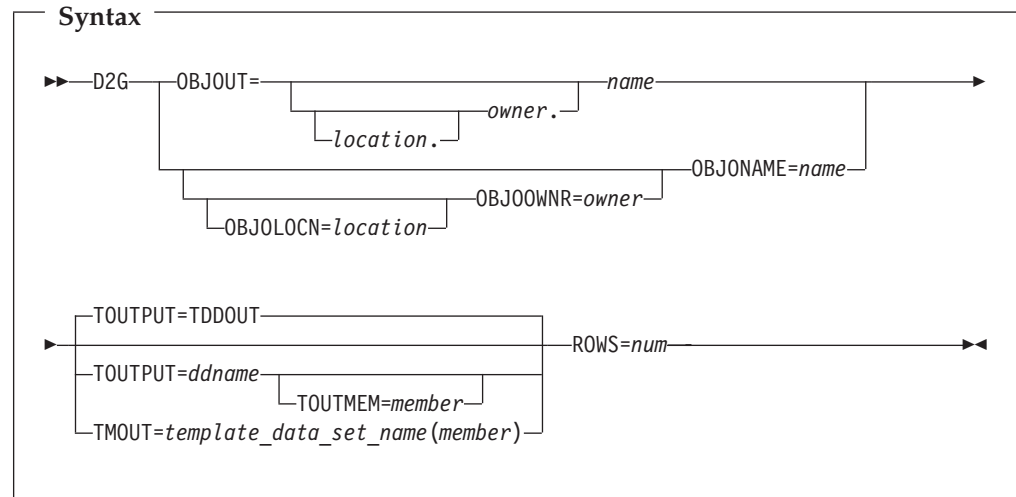 Syntax
D2G OBJOUT= name
owner.
location.
OBJONAME=name
OBJOOWNR=owner
OBJOLOCN=location
TOUTPUT=TDDOUT
ROWS=num
TOUTPUT=ddname
TOUTMEM=member
TMOUT=template_data_set_name(member)